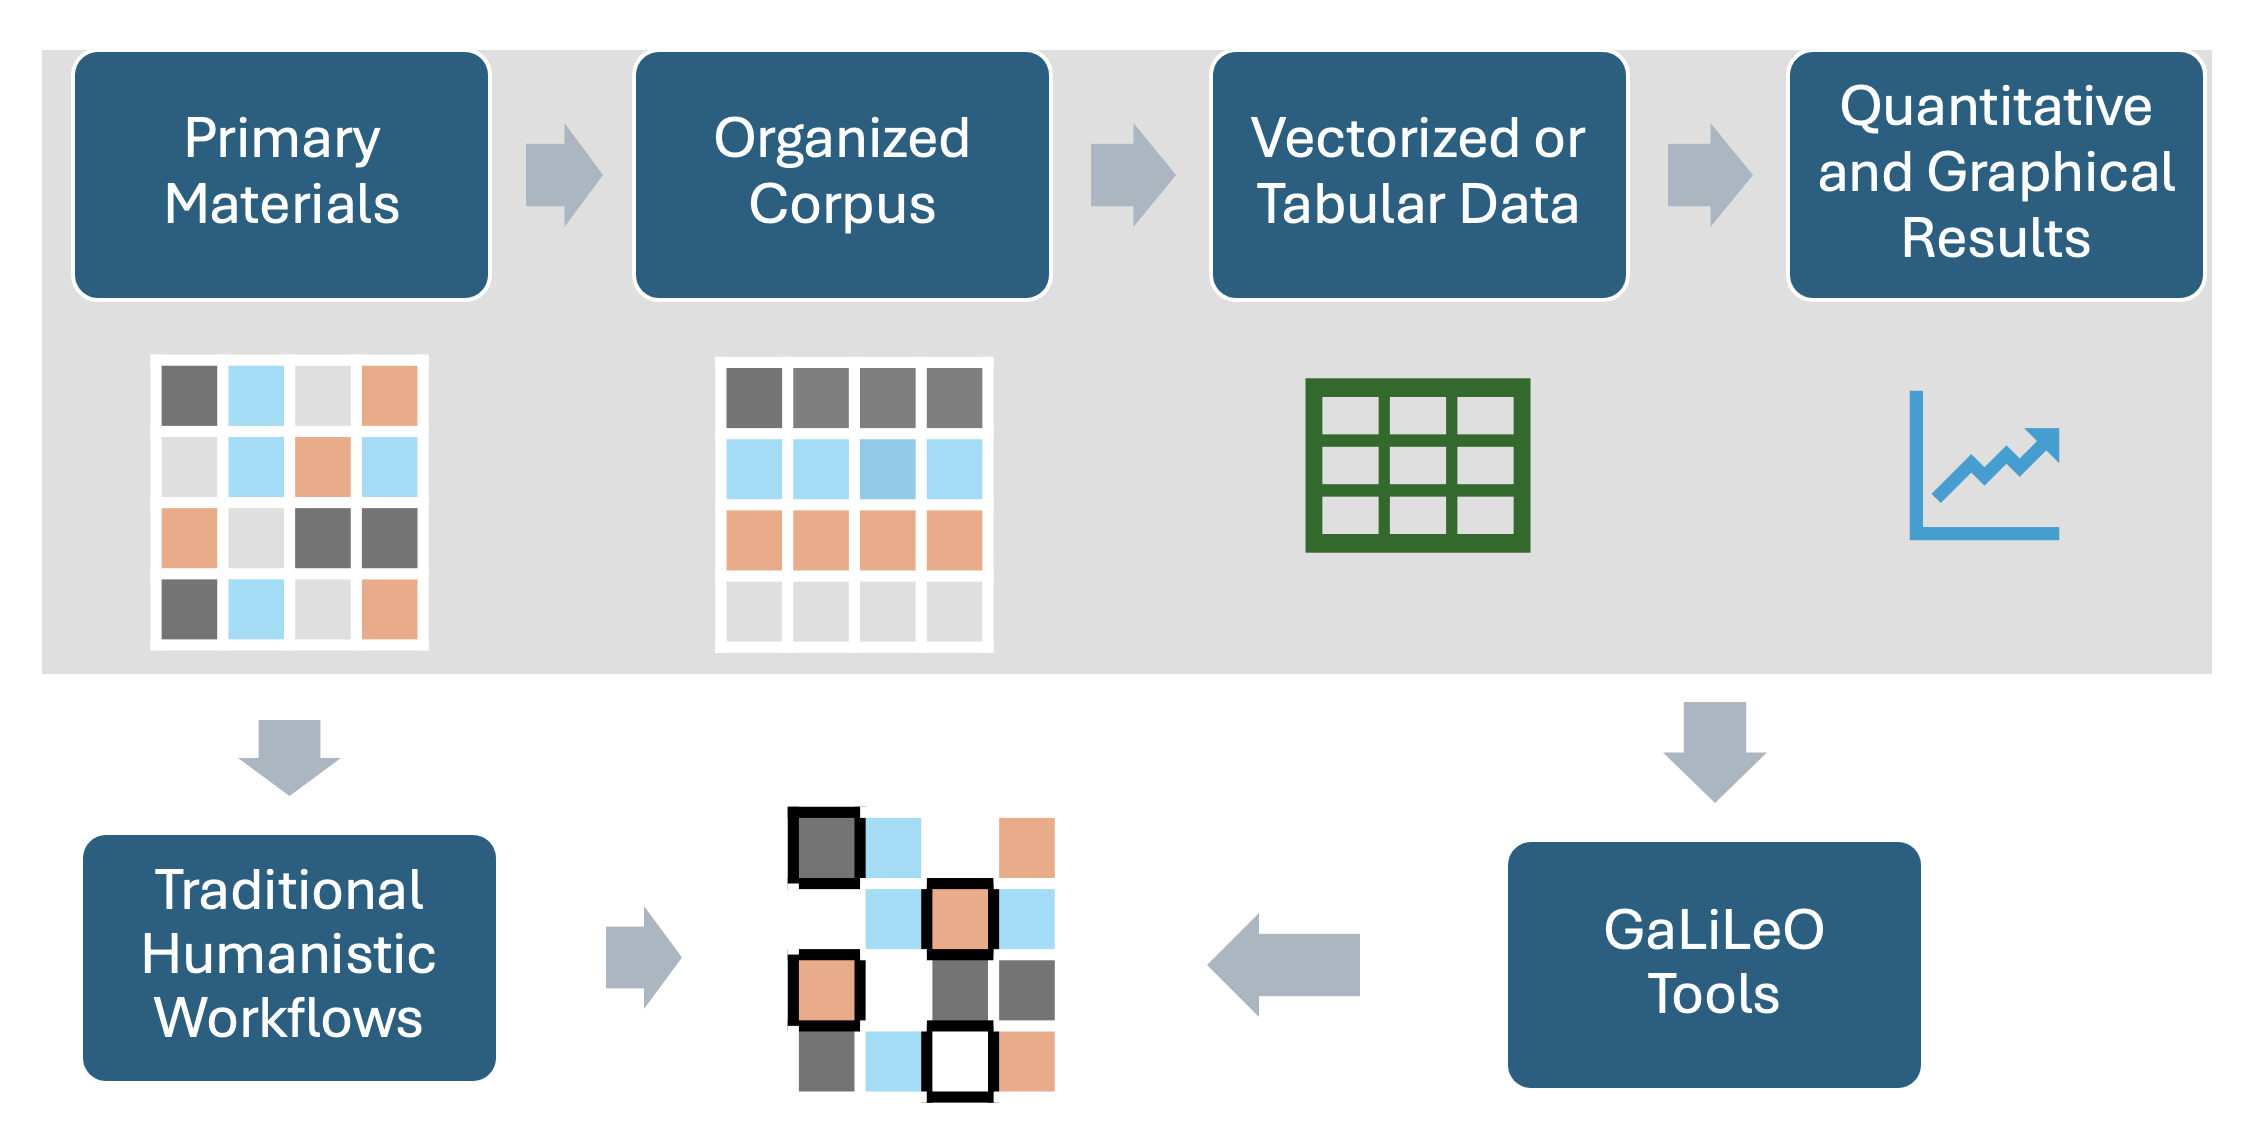 Primary
Materials
Organized
Corpus
Vectorized or
Tabular Data
Quantitative
and Graphical
Results
Traditional
Humanistic
Workflows
GaLiLeO
Tools